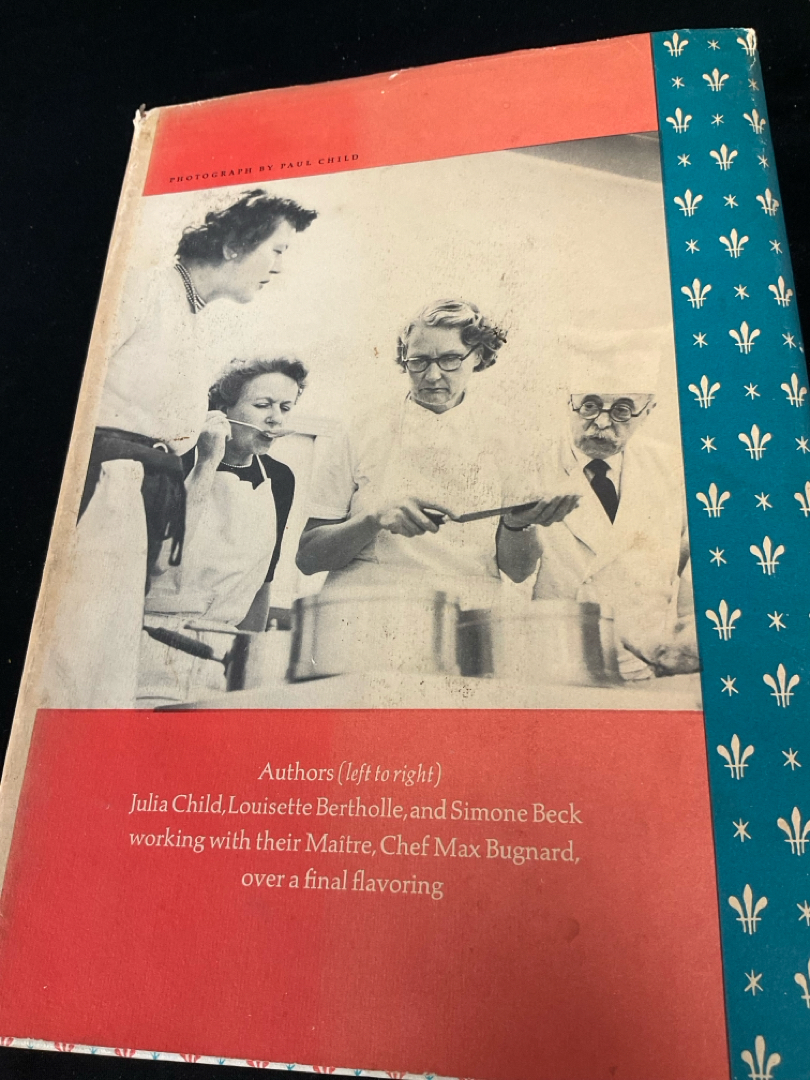 PHOTOGRAPH BY PAUL CHILD
Authors (left to right)
Julia Child, Louisette Bertholle, and Simone Beck
working with their Maître, Chef Max Bugnard,
over a final flavoring